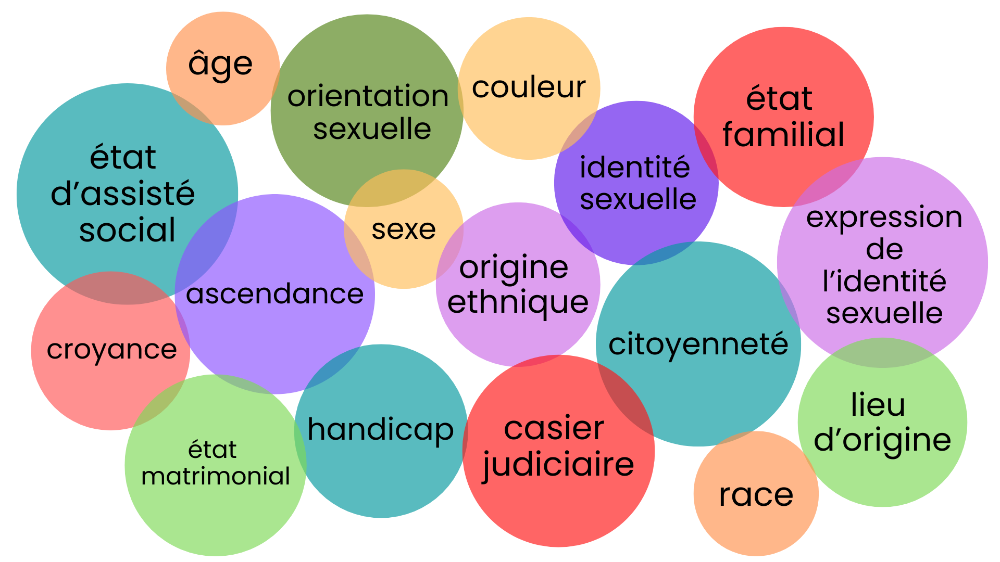 âge
orientation
sexuelle
couleur
état
familial
état
d’assisté
social
identité
sexuelle
expression
de
l’identité
sexuelle
sexe
ascendance
origine
ethnique
citoyenneté
croyance
handicap
casier
judiciaire
lieu
d’origine
état
matrimonial
race